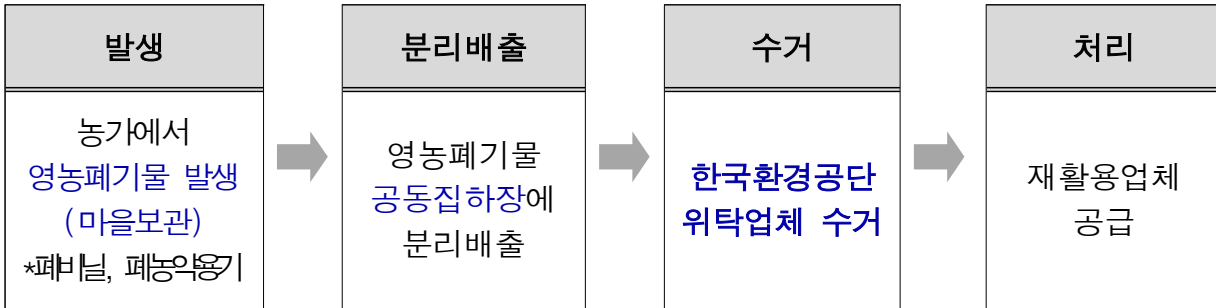 발생
농가에서
영농폐기물 발생
(마을보관)
*폐비닐, 폐농약용기
분리배출
영농폐기물
공동집하장에
분리배출
수거
한국환경공단
위탁업체 수거
처리
재활용업체
공급